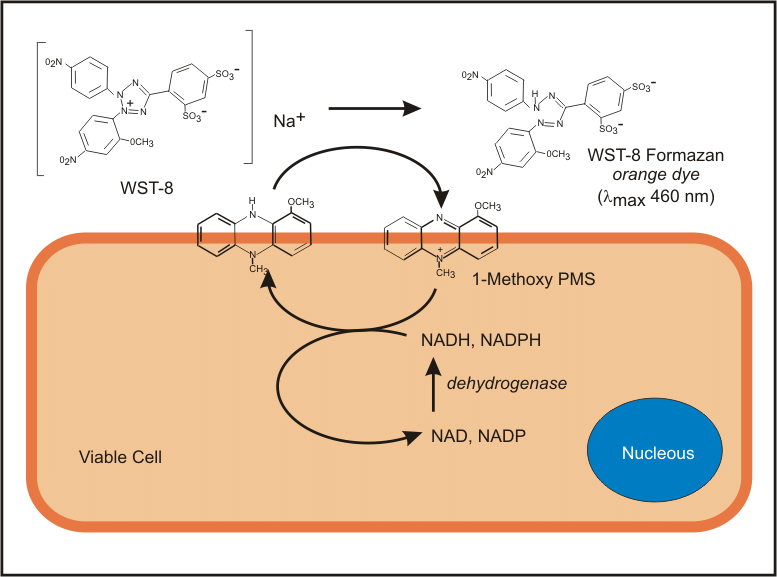 O2N
N
N
N+
N
SO3-
SO3-
OCH3
O2N
WST-8
Na+
O2N
H
N
N
N
N
SO3-
SO3-
OCH3
O2N
WST-8 Formazan
orange dye
(λmax 460 nm)
H
N
OCH3
N
CH3
N
OCH3
N+
CH3
1-Methoxy PMS
NADH, NADPH
dehydrogenase
NAD, NADP
Viable Cell
Nucleous